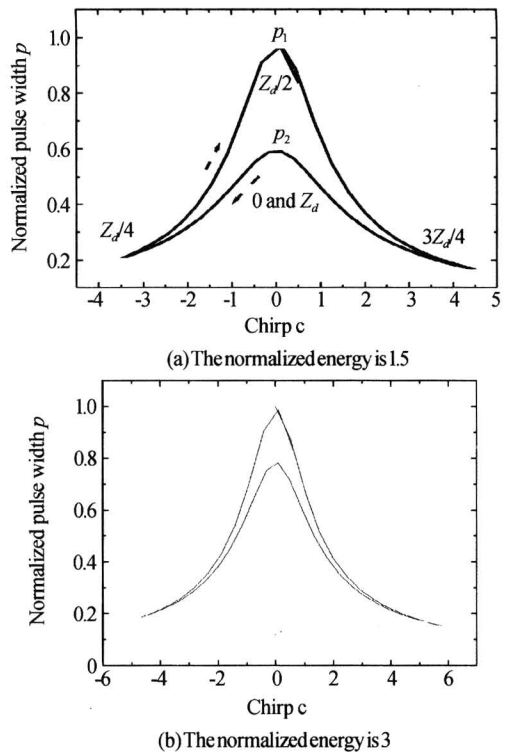 Normalized pulse width p
1.0
0.8
0.6
0.4
0.2
p1
Zd/2
p2
0 and Zd
Zd/4
3Zd/4
-4 -3 -2 -1 0 1 2 3 4 5
Chirp c
(a) The normalized energy is 1.5
Normalized pulse width p
1.0
0.8
0.6
0.4
0.2
0
-6 -4 -2 0 2 4 6
Chirp c
(b) The normalized energy is 3